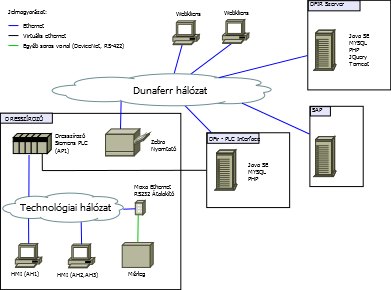 Jelmagyarázat:
Ethernet
Virtuális ethernet
Egyéb soros vonal (DeviceNet, RS-422)
Webkliens
Webkliens
DFIR Szerver
Java SE
MYSQL
PHP
JQuery
Tomcat
Dunaferr hálózat
DRESSZÍROZÓ
Dresszírozó
Siemens PLC
(AP1)
Zebra
Nyomtató
DFir - PLC Interface
Java SE
MYSQL
PHP
SAP
Moxa Ethernet
RS232 Átalakító
Technológiai hálózat
HMI (AH1)
HMI (AH2,AH3)
Mérleg